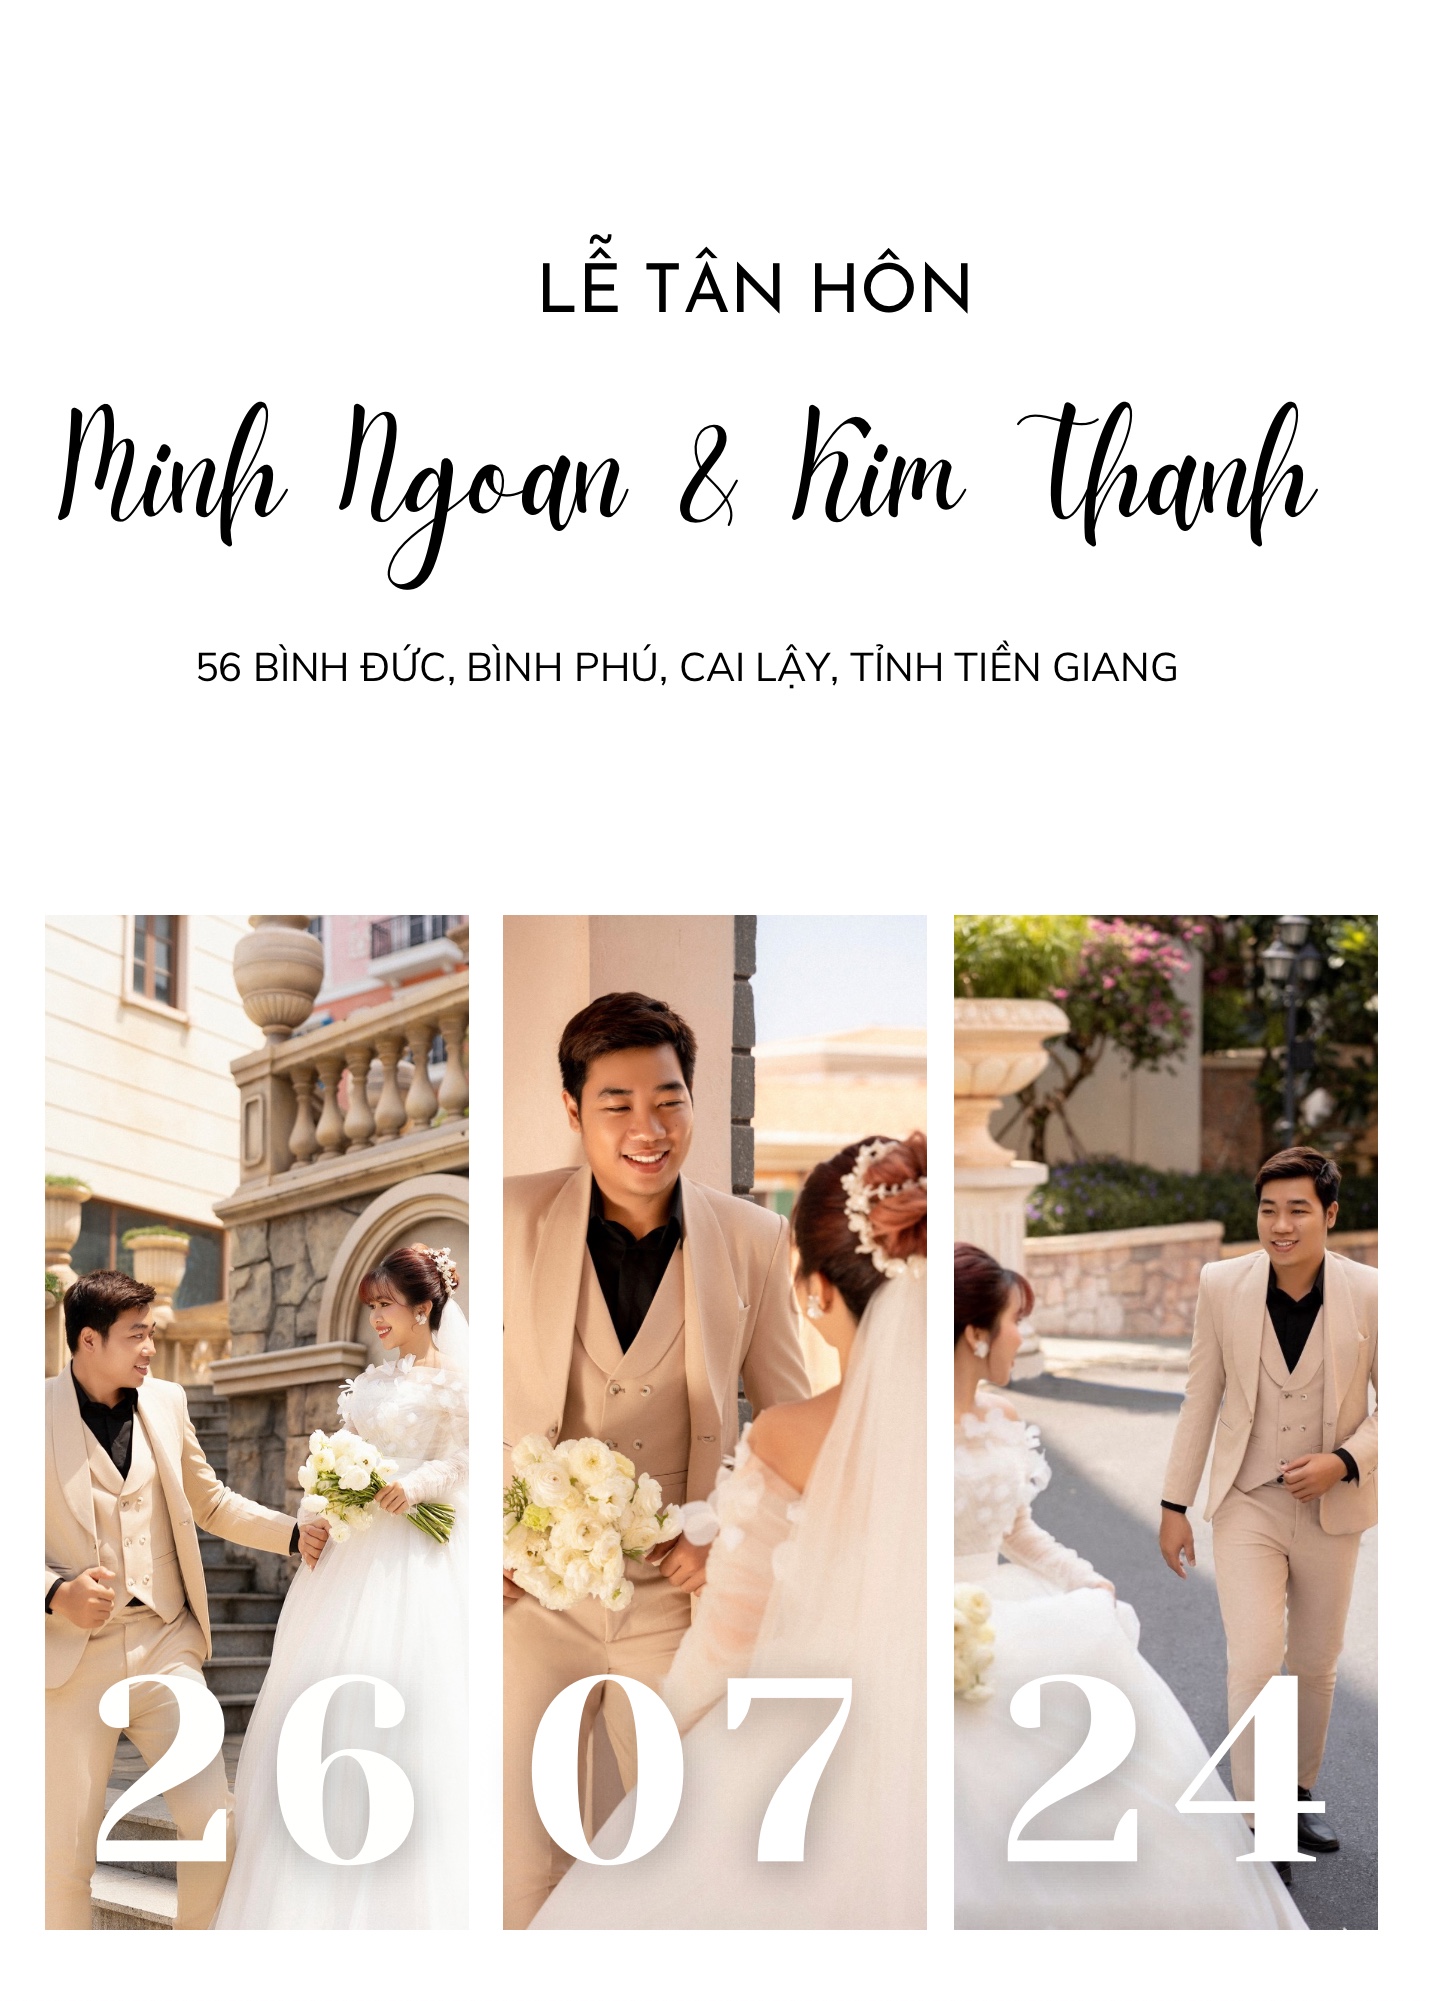 LỄ TÂN HÔN
Minh Ngoan & Kim Thanh
56 BÌNH ĐỨC, BÌNH PHÚ, CAI LẬY, TỈNH TIỀN GIANG
26 07 24